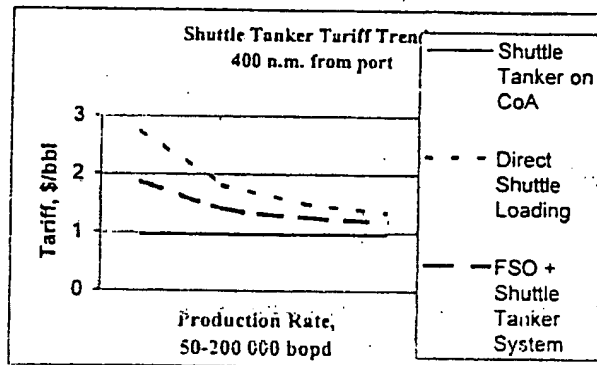 Shuttle Tanker Tariff Trend
400 n.m. from port
Tariff, $/bbl
3
2
1
0
Production Rate,
50-200 000 bopd
Shuttle
Tanker on
CoA
Direct
Shuttle
Loading
FSO +
Shuttle
Tanker
System